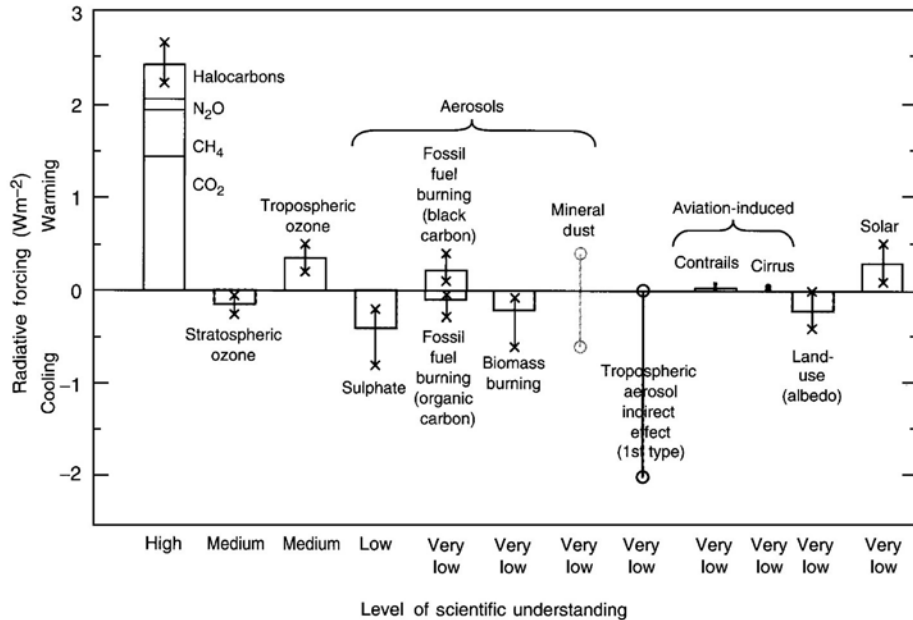 Radiative forcing (Wm−2)
Cooling Warming
3
2
1
0
−1
−2
Halocarbons
N2O
CH4
CO2
Stratospheric
ozone
Tropospheric
ozone
Aerosols
Sulphate
Fossil
fuel
burning
(black
carbon)
Fossil
fuel
burning
(organic
carbon)
Biomass
burning
Mineral
dust
Tropospheric
aerosol
indirect
effect
(1st type)
Aviation-induced
Contrails
Cirrus
Land-
use
(albedo)
Solar
High
Medium
Medium
Low
Very
low
Very
low
Very
low
Very
low
Very
low
Very
low
Very
low
Very
low
Level of scientific understanding